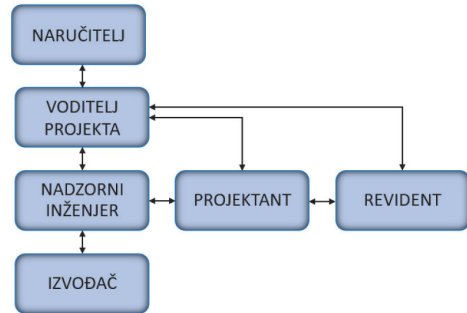 NARUČITELJ
VODITELJ
PROJEKTA
NADZORNI
INŽENJER
PROJEKTANT
REVIDENT
IZVOĐAČ